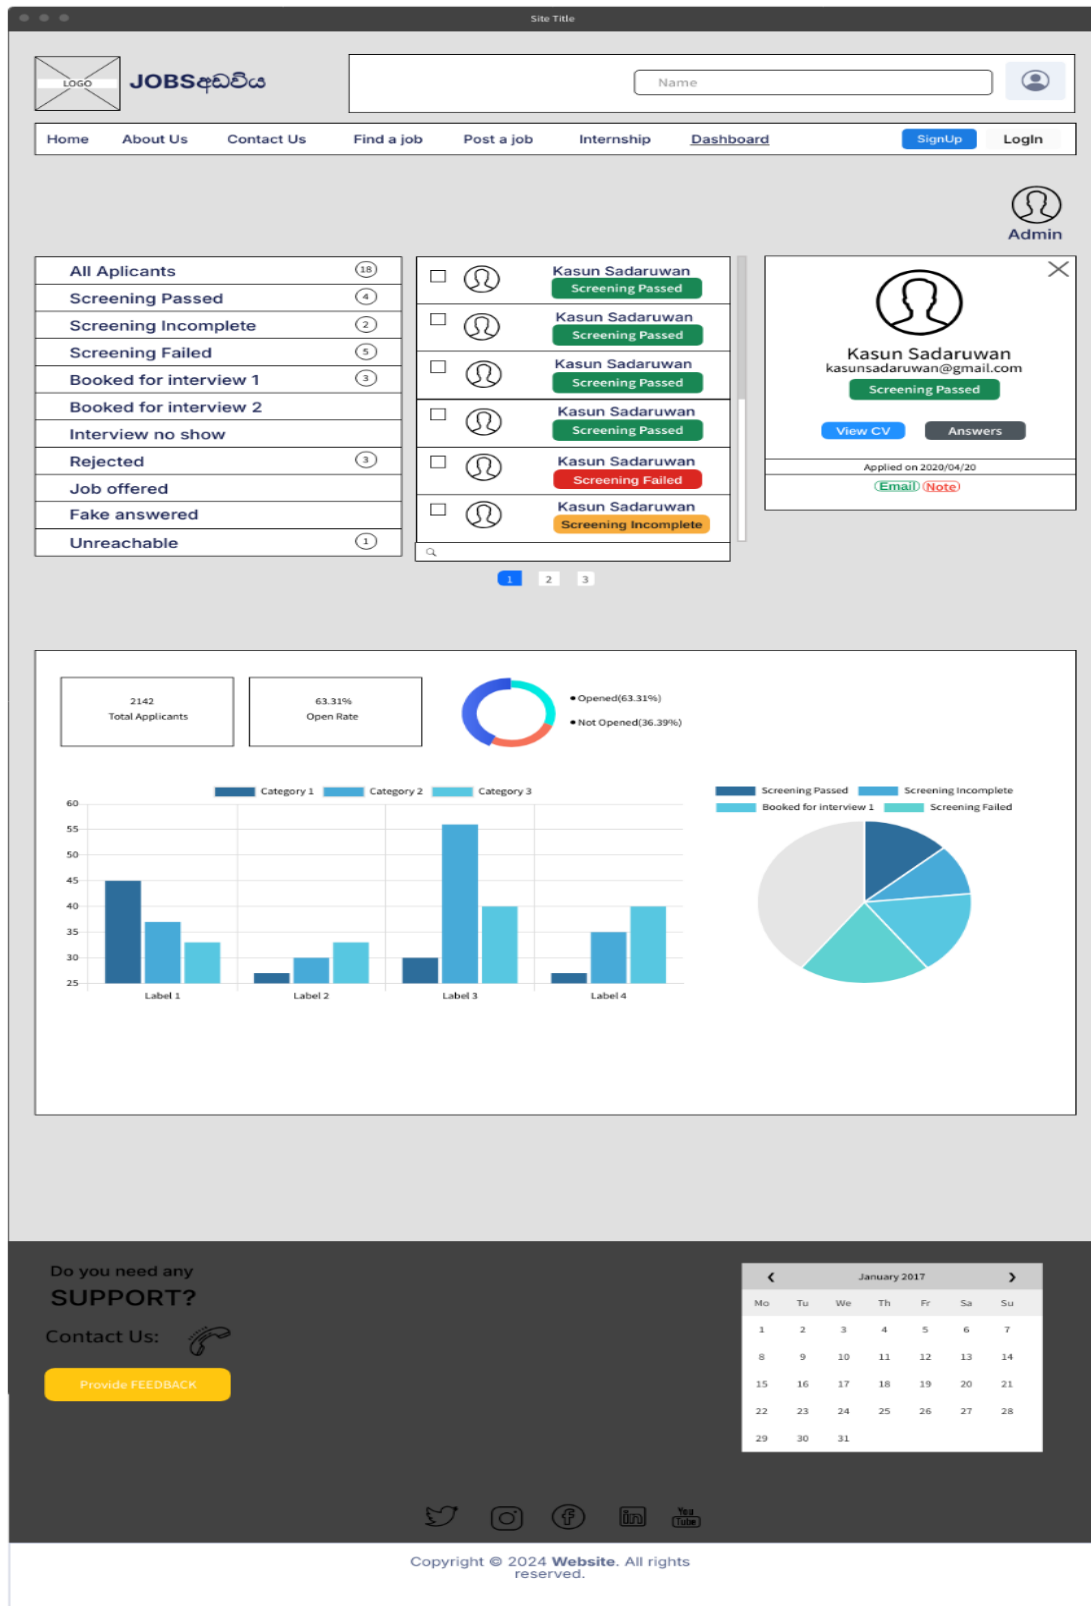 Site Title
LOGO
JOBSඅඩවිය
Name
Home About Us Contact Us Find a job Post a job Internship Dashboard SignUp LogIn
Admin
All Aplicants 18
Screening Passed 4
Screening Incomplete 2
Screening Failed 5
Booked for interview 1 3
Booked for interview 2
Interview no show
Rejected 3
Job offered
Fake answered
Unreachable 1
Kasun Sadaruwan
Screening Passed
Kasun Sadaruwan
Screening Passed
Kasun Sadaruwan
Screening Passed
Kasun Sadaruwan
Screening Passed
Kasun Sadaruwan
Screening Failed
Kasun Sadaruwan
Screening Incomplete
1 2 3
Kasun Sadaruwan
kasunsadaruwan@gmail.com
Screening Passed
View CV Answers
Applied on 2020/04/20
Email Note
2142
Total Applicants
63.31%
Open Rate
Opened(63.31%)
Not Opened(36.39%)
Category 1 Category 2 Category 3
60
55
50
45
40
35
30
25
Label 1 Label 2 Label 3 Label 4
Screening Passed Screening Incomplete
Booked for interview 1 Screening Failed
Do you need any
SUPPORT?
Contact Us:
Provide FEEDBACK
January 2017
Mo Tu We Th Fr Sa Su
1 2 3 4 5 6 7
8 9 10 11 12 13 14
15 16 17 18 19 20 21
22 23 24 25 26 27 28
29 30 31
in
You
Tube
Copyright © 2024 Website. All rights
reserved.